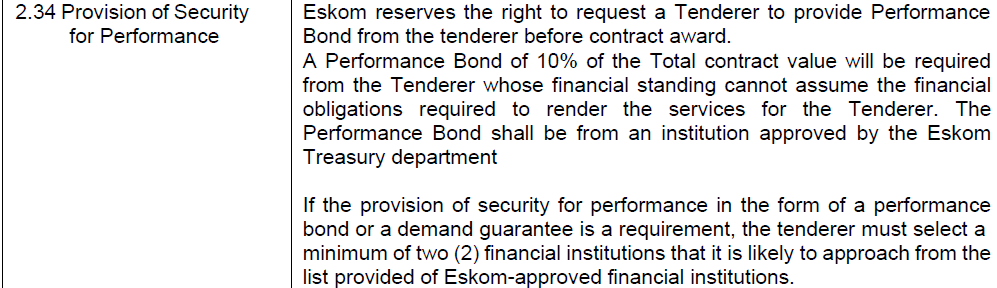 2.34 Provision of Security
for Performance
Eskom reserves the right to request a Tenderer to provide Performance
Bond from the tenderer before contract award.
A Performance Bond of 10% of the Total contract value will be required
from the Tenderer whose financial standing cannot assume the financial
obligations required to render the services for the Tenderer. The
Performance Bond shall be from an institution approved by the Eskom
Treasury department
If the provision of security for performance in the form of a performance
bond or a demand guarantee is a requirement, the tenderer must select a
minimum of two (2) financial institutions that it is likely to approach from the
list provided of Eskom-approved financial institutions.